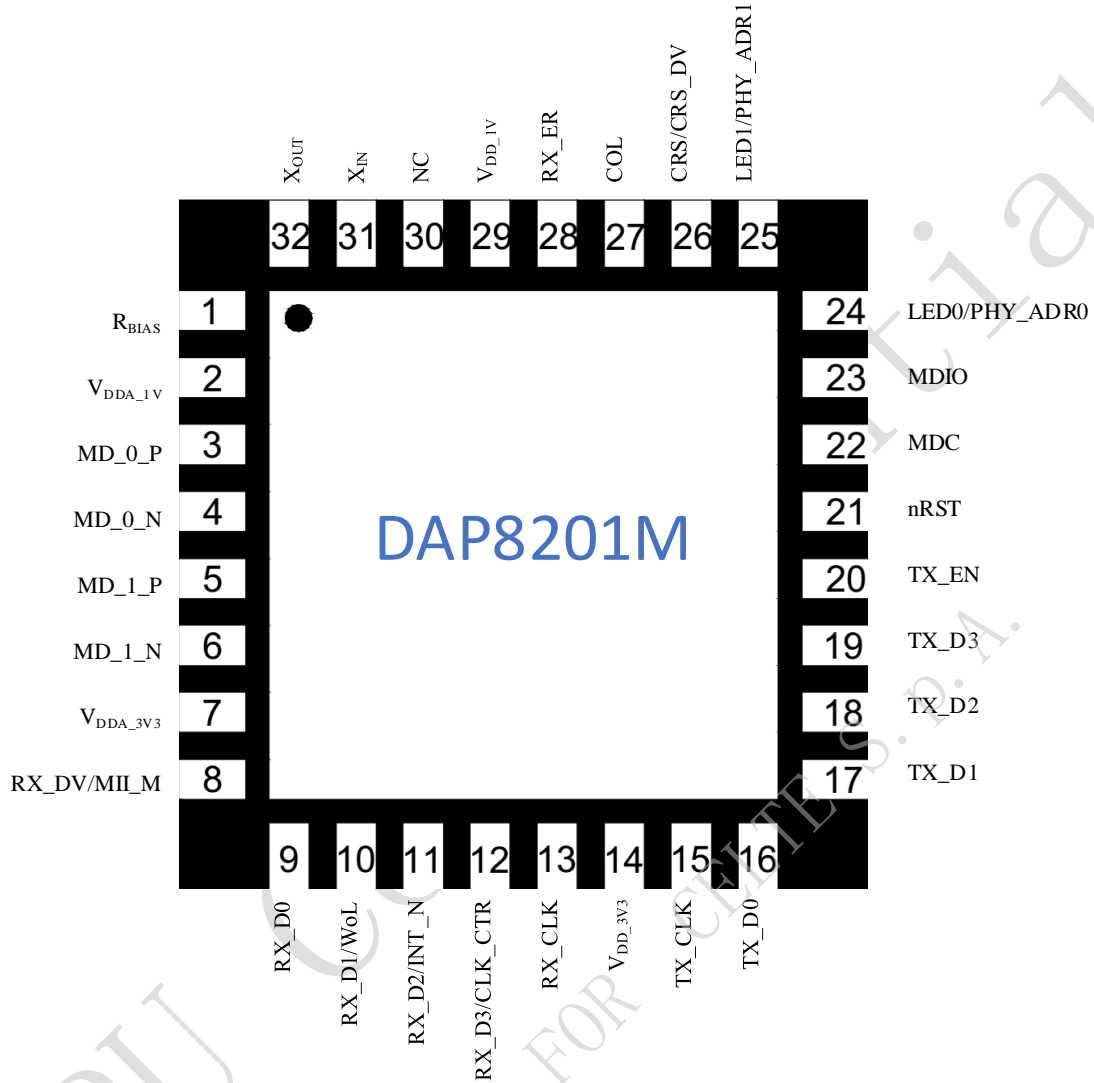 X_OUT
X_IN
NC
V_DD_1V
RX_ER
COL
CRS/CRS_DV
LED1/PHY_ADR1
32 31 30 29 28 27 26 25
R_BIAS 1
V_DDA_1V 2
MD_0_P 3
MD_0_N 4
MD_1_P 5
MD_1_N 6
V_DDA_3V3 7
RX_DV/MII_M 8
DAP8201M
24 LED0/PHY_ADR0
23 MDIO
22 MDC
21 nRST
20 TX_EN
19 TX_D3
18 TX_D2
17 TX_D1
9 10 11 12 13 14 15 16
RX_D0
RX_D1/WoL
RX_D2/INT_N
RX_D3/CLK_CTR
RX_CLK
V_DD_3V3
TX_CLK
TX_D0
FOR CELTE S. p. A.